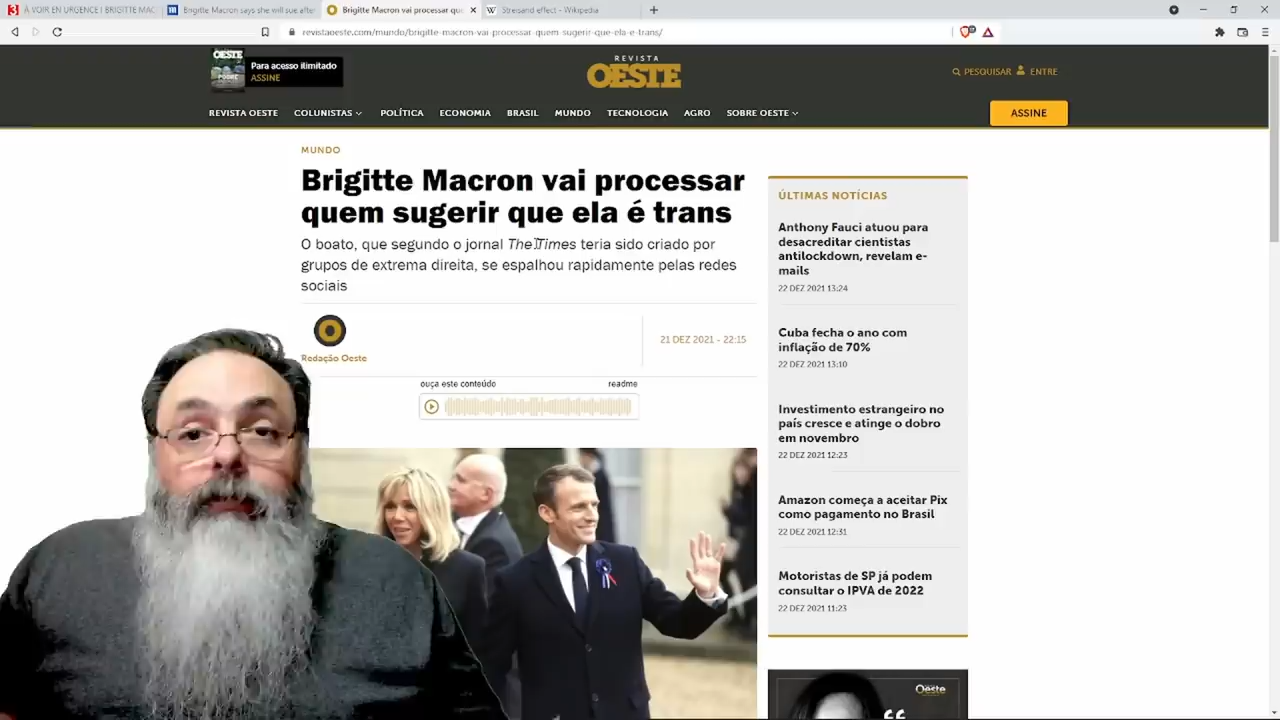 À VOIR EN URGENCE I BRIGITTE MAC
Brigitte Macron says she will sue after
Brigitte Macron vai processar que
Streisand effect - Wikipedia
revistaoeste.com/mundo/brigitte-macron-vai-processar-quem-sugerir-que-ela-e-trans/
OESTE
Para acesso ilimitado
ASSINE
REVISTA
OESTE
PESQUISAR
ENTRE
REVISTA OESTE
COLUNISTAS
POLÍTICA
ECONOMIA
BRASIL
MUNDO
TECNOLOGIA
AGRO
SOBRE OESTE
ASSINE
MUNDO
Brigitte Macron vai processar
quem sugerir que ela é trans
O boato, que segundo o jornal The Times teria sido criado por
grupos de extrema direita, se espalhou rapidamente pelas redes
sociais
Redação Oeste
21 DEZ 2021 - 22:15
ouça este conteúdo
readme
ÚLTIMAS NOTÍCIAS
Anthony Fauci atuou para
desacreditar cientistas
antilockdown, revelam e-
mails
22 DEZ 2021 13:24
Cuba fecha o ano com
inflação de 70%
22 DEZ 2021 13:10
Investimento estrangeiro no
país cresce e atinge o dobro
em novembro
22 DEZ 2021 12:23
Amazon começa a aceitar Pix
como pagamento no Brasil
22 DEZ 2021 12:31
Motoristas de SP já podem
consultar o IPVA de 2022
22 DEZ 2021 11:23
Oeste